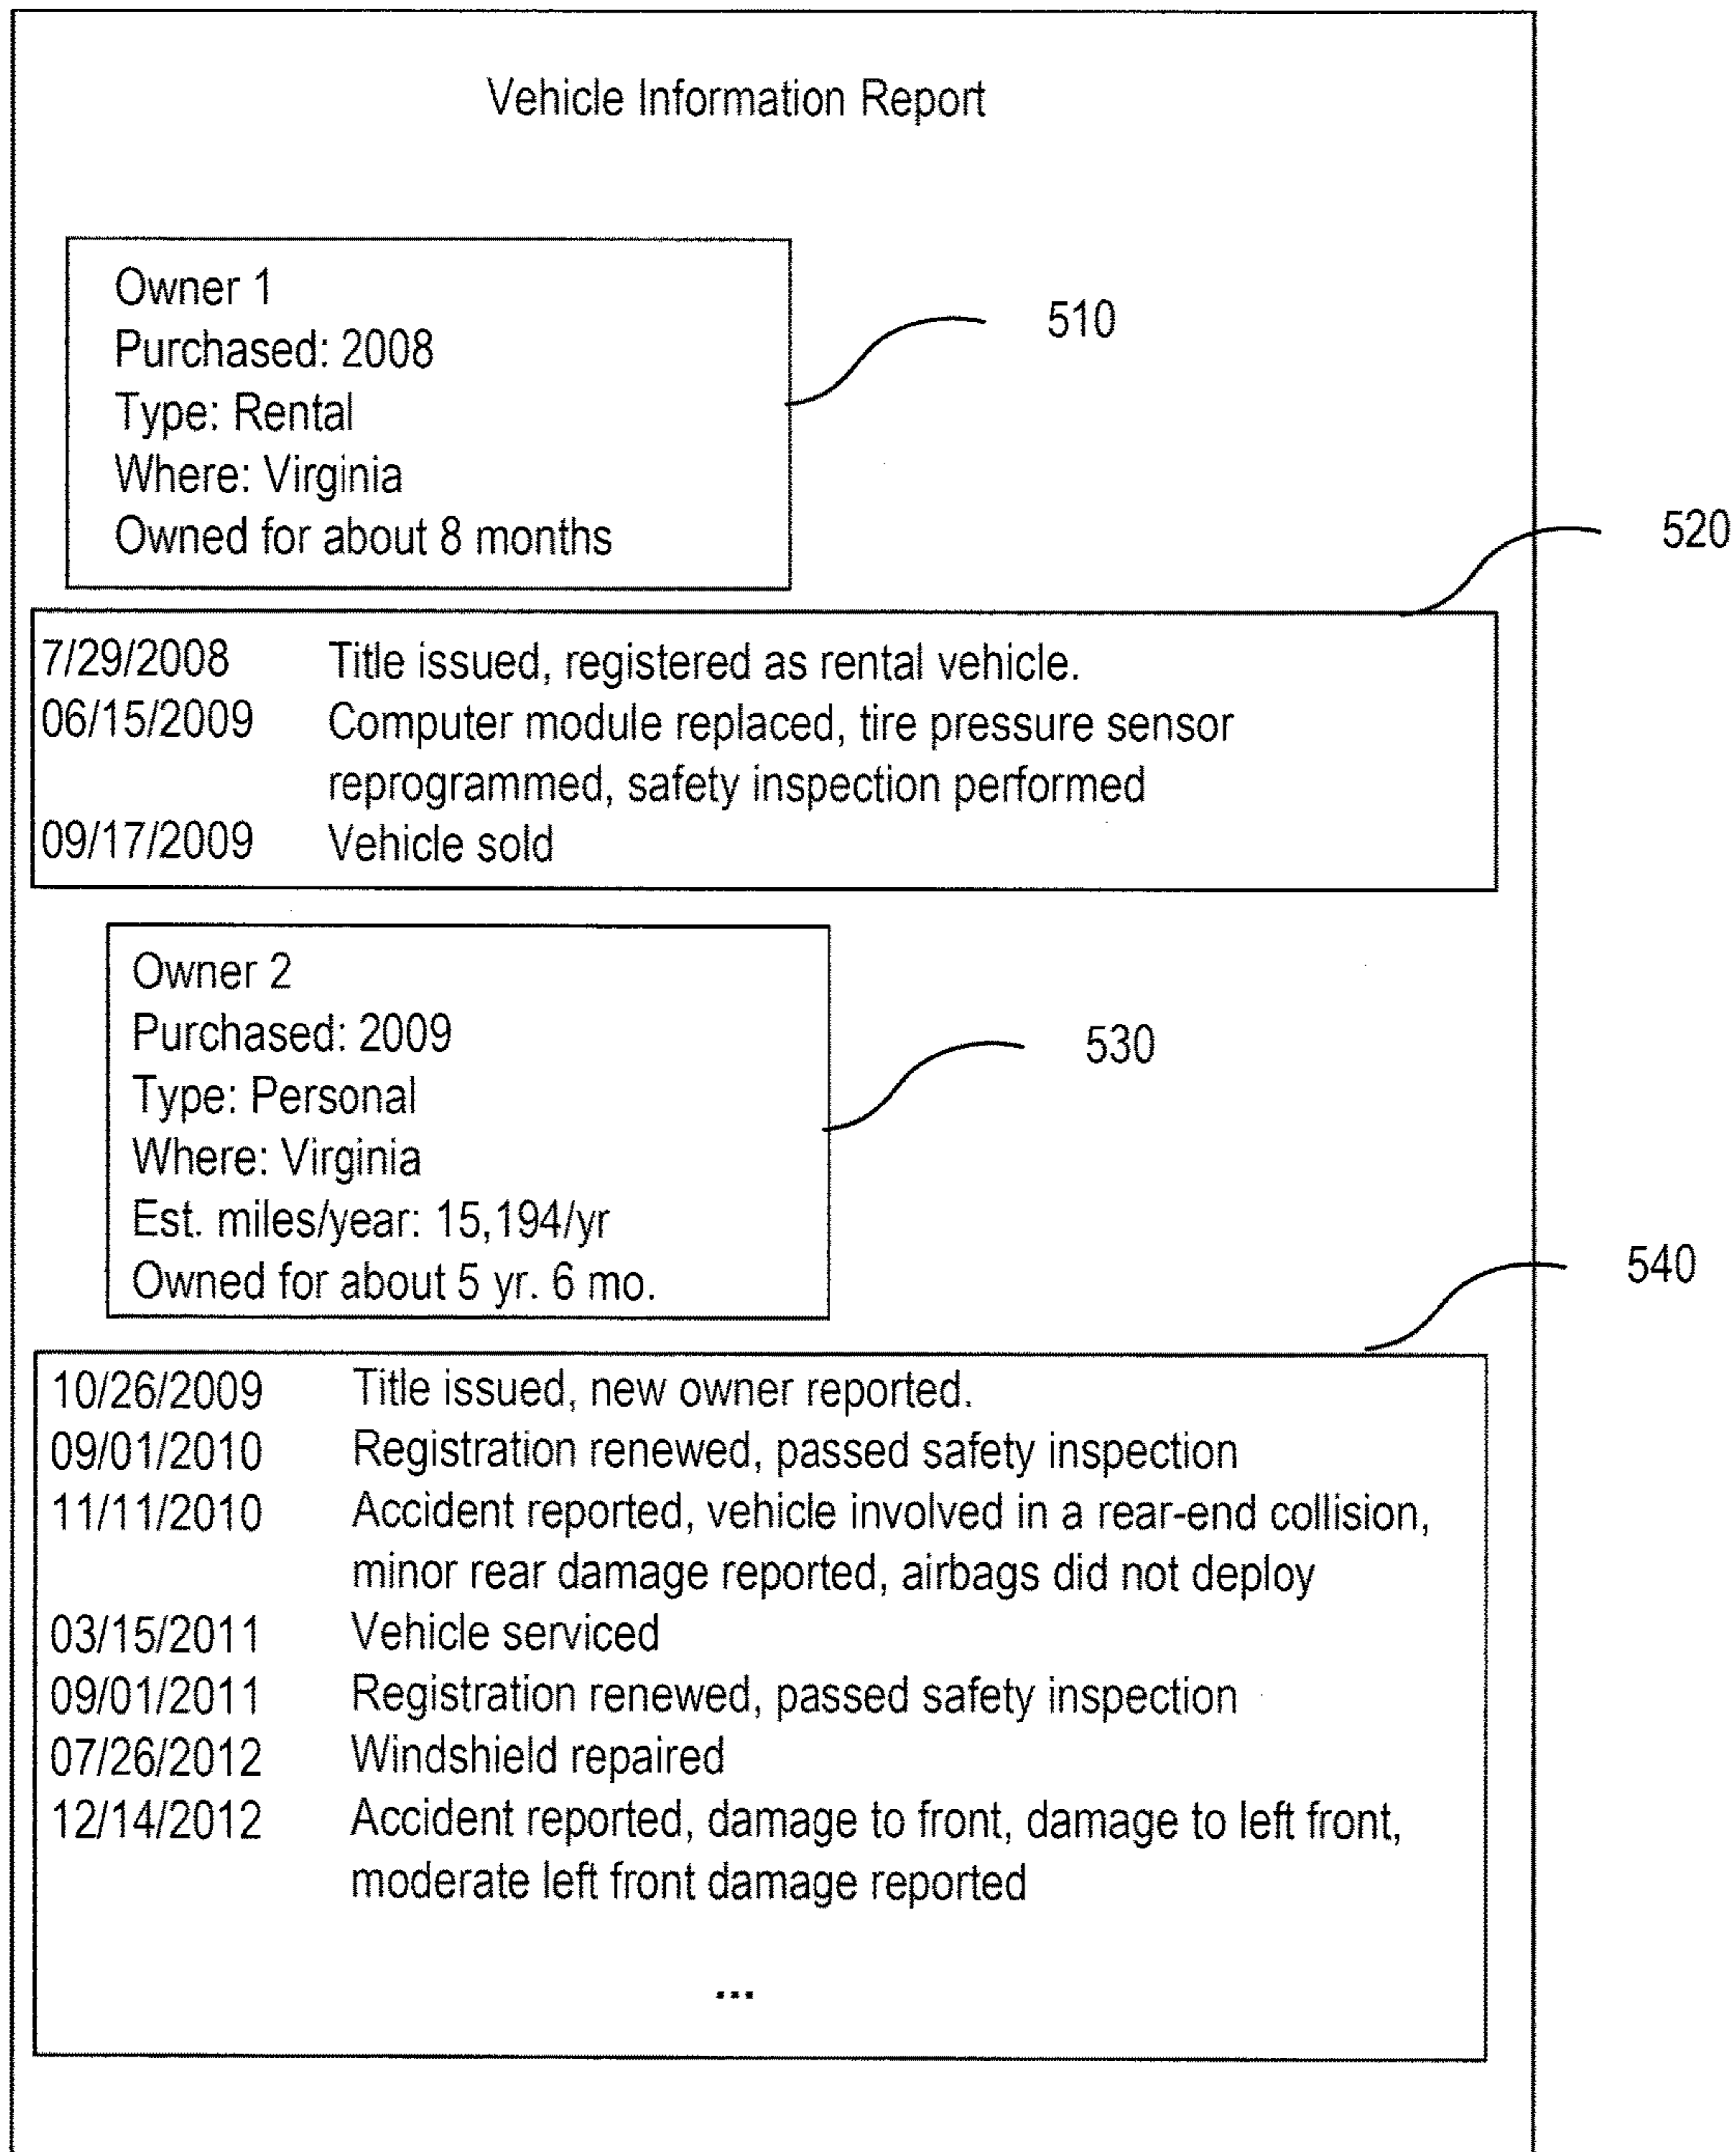 Vehicle Information Report
Owner 1
Purchased: 2008
Type: Rental
Where: Virginia
Owned for about 8 months
510
520
7/29/2008 Title issued, registered as rental vehicle.
06/15/2009 Computer module replaced, tire pressure sensor
reprogrammed, safety inspection performed
09/17/2009 Vehicle sold
Owner 2
Purchased: 2009
Type: Personal
Where: Virginia
Est. miles/year: 15,194/yr
Owned for about 5 yr. 6 mo.
530
540
10/26/2009 Title issued, new owner reported.
09/01/2010 Registration renewed, passed safety inspection
11/11/2010 Accident reported, vehicle involved in a rear-end collision,
minor rear damage reported, airbags did not deploy
03/15/2011 Vehicle serviced
09/01/2011 Registration renewed, passed safety inspection
07/26/2012 Windshield repaired
12/14/2012 Accident reported, damage to front, damage to left front,
moderate left front damage reported
...